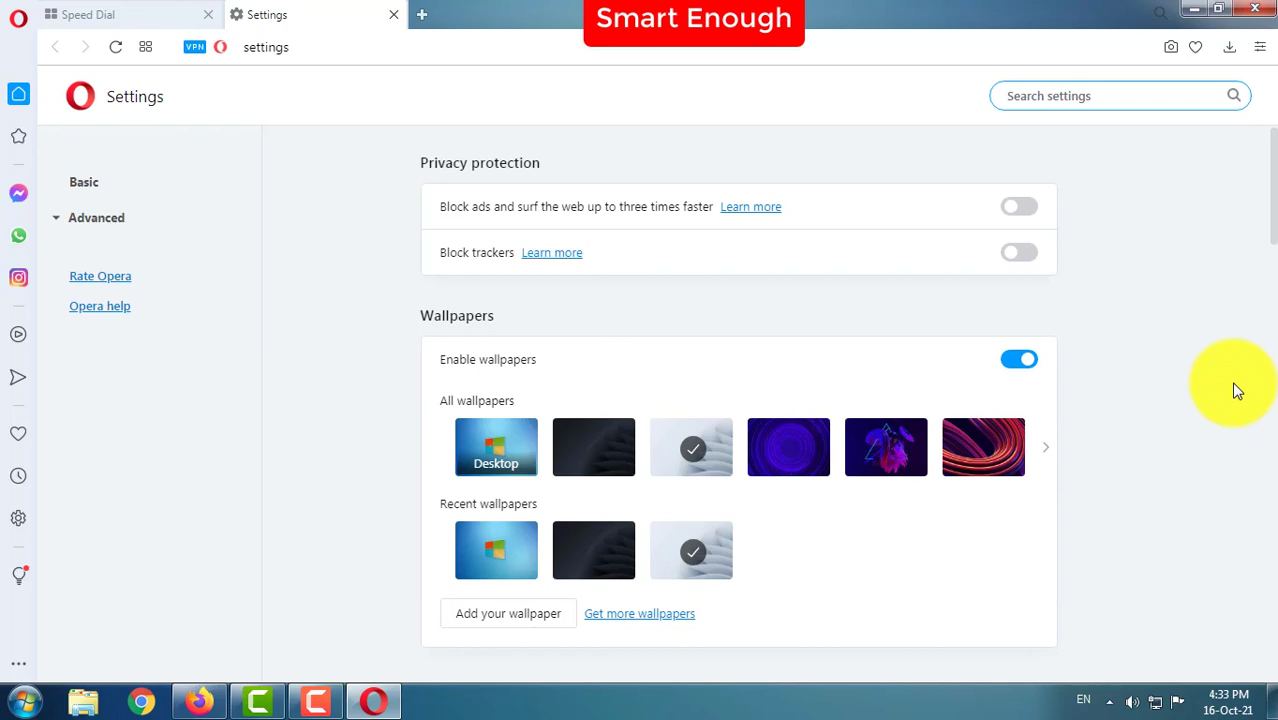 Speed Dial
Settings
Smart Enough
VPN
settings
Settings
Search settings
Basic
Advanced
Rate Opera
Opera help
Privacy protection
Block ads and surf the web up to three times faster Learn more
Block trackers Learn more
Wallpapers
Enable wallpapers
All wallpapers
Desktop
Recent wallpapers
Add your wallpaper
Get more wallpapers
EN
4:33 PM
16-Oct-21